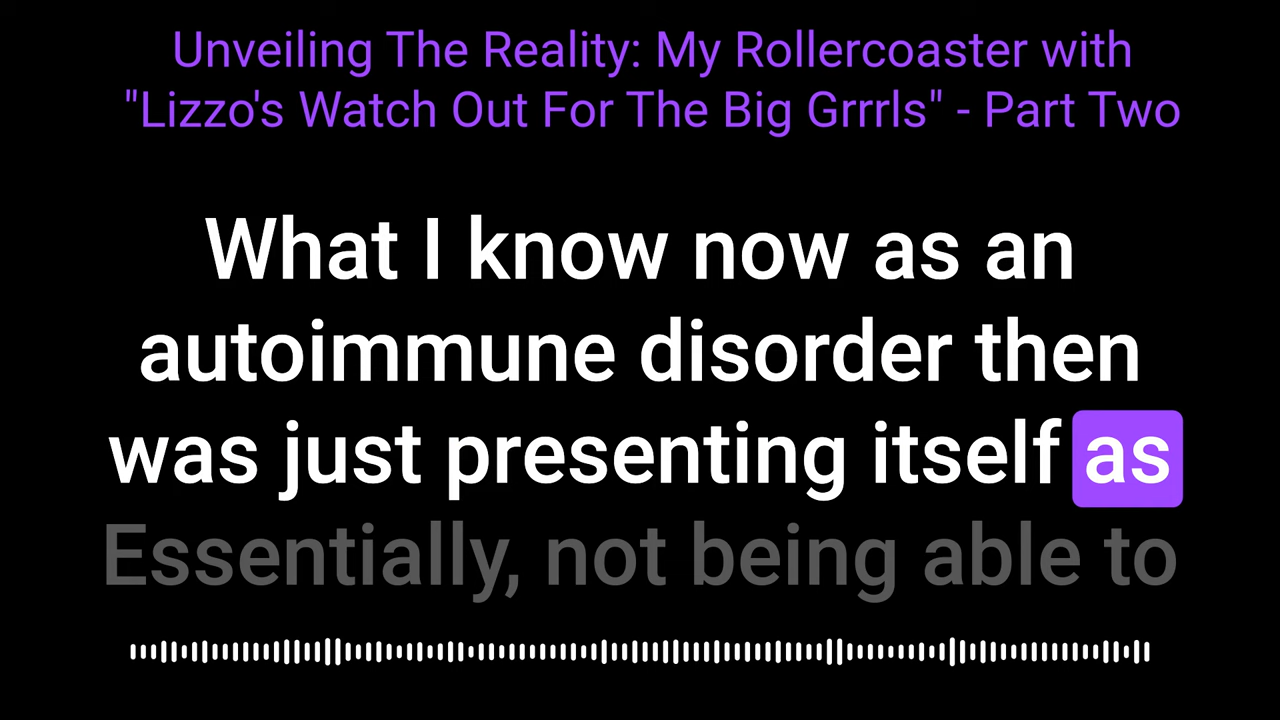 Unveiling The Reality: My Rollercoaster with
"Lizzo's Watch Out For The Big Grrrls" - Part Two
What I know now as an
autoimmune disorder then
was just presenting itself as
Essentially, not being able to